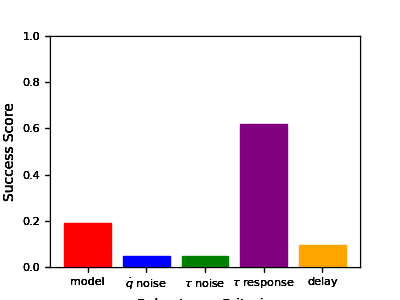 Success Score
1.0
0.8
0.6
0.4
0.2
0.0
model
q̇ noise
τ noise
τ response
delay